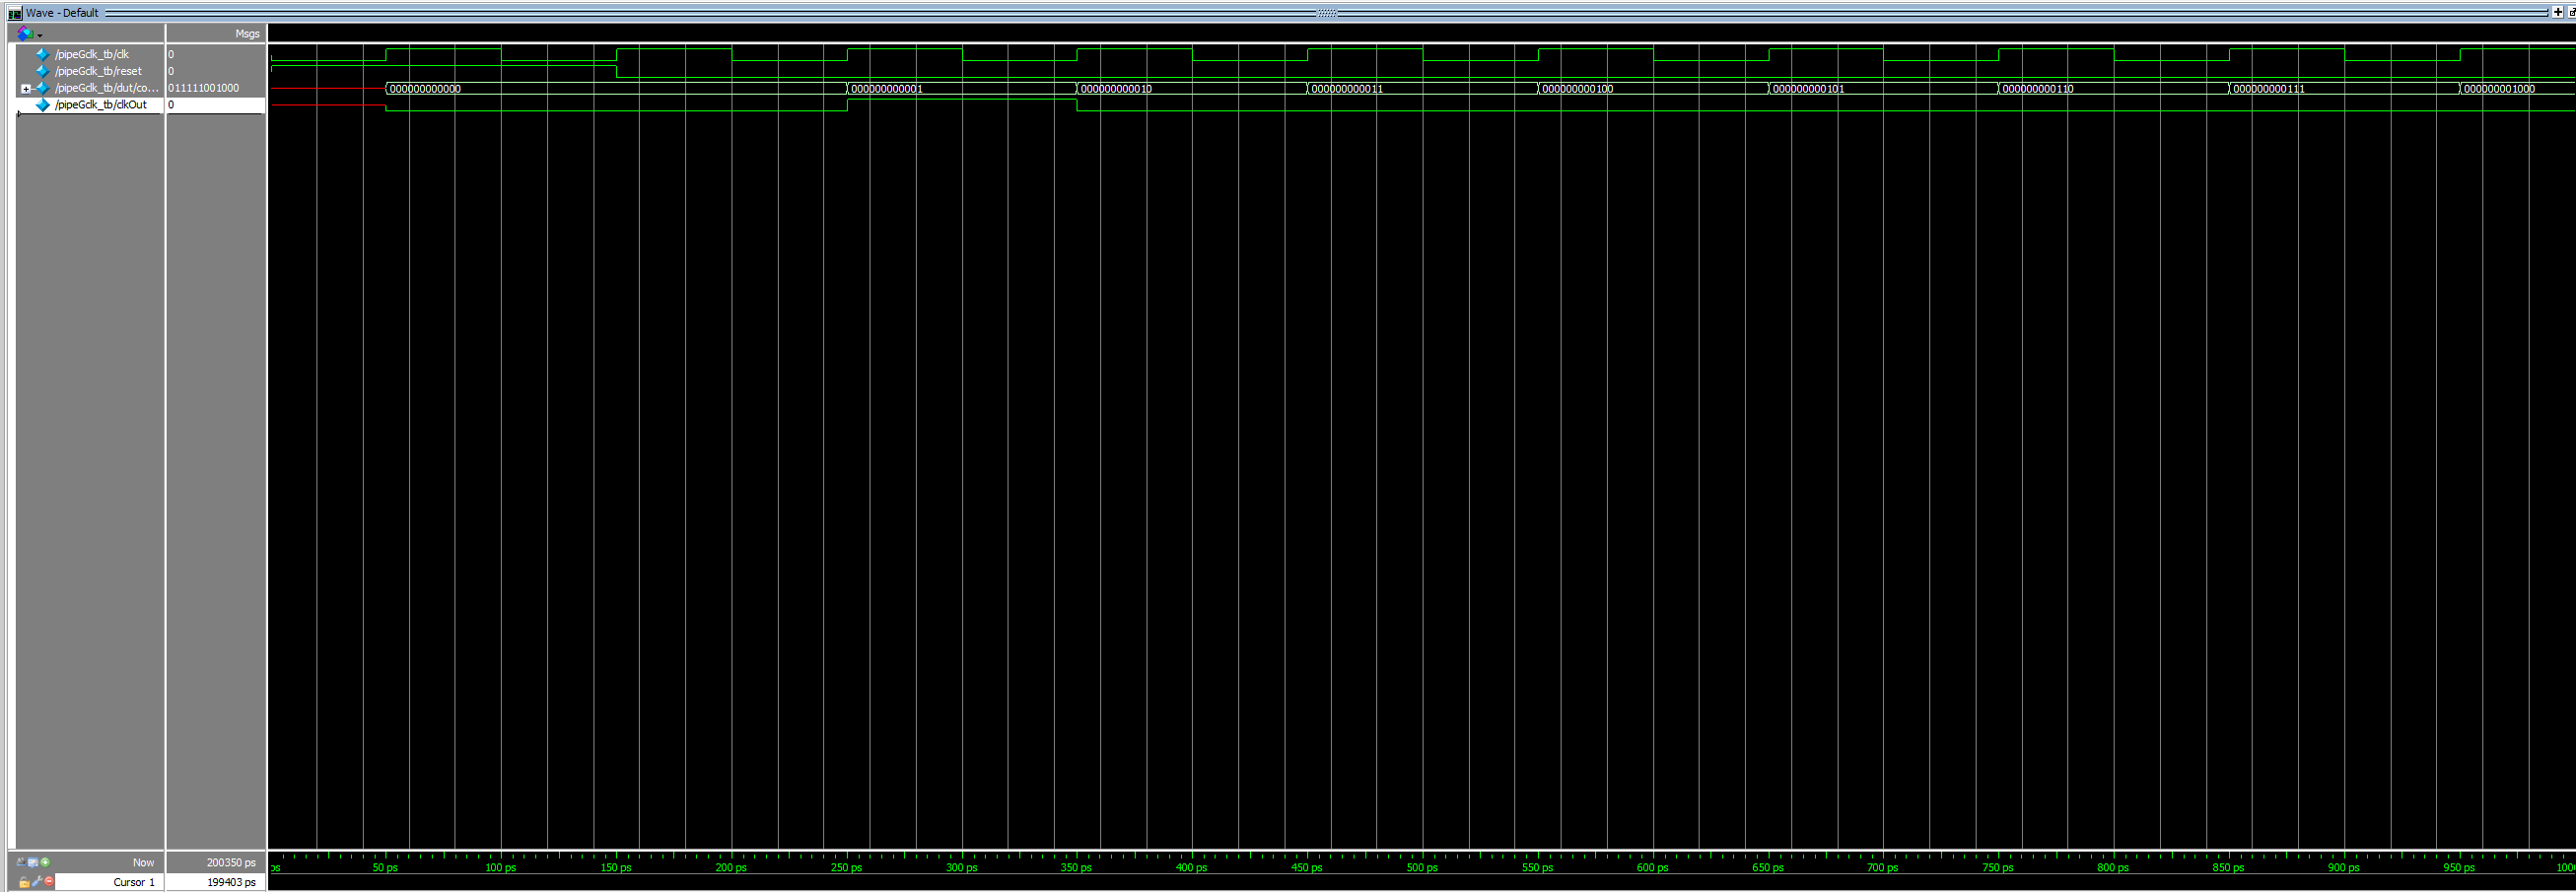 Wave - Default
Msgs
/pipeGclk_tb/clk 0
/pipeGclk_tb/reset 0
/pipeGclk_tb/dut/co... 011111001000 000000000000 000000000001 000000000010 000000000011 000000000100 000000000101 000000000110 000000000111 000000001000
/pipeGclk_tb/clkOut 0
Now 200350 ps ps 50 ps 100 ps 150 ps 200 ps 250 ps 300 ps 350 ps 400 ps 450 ps 500 ps 550 ps 600 ps 650 ps 700 ps 750 ps 800 ps 850 ps 900 ps 950 ps 100
Cursor 1 199403 ps